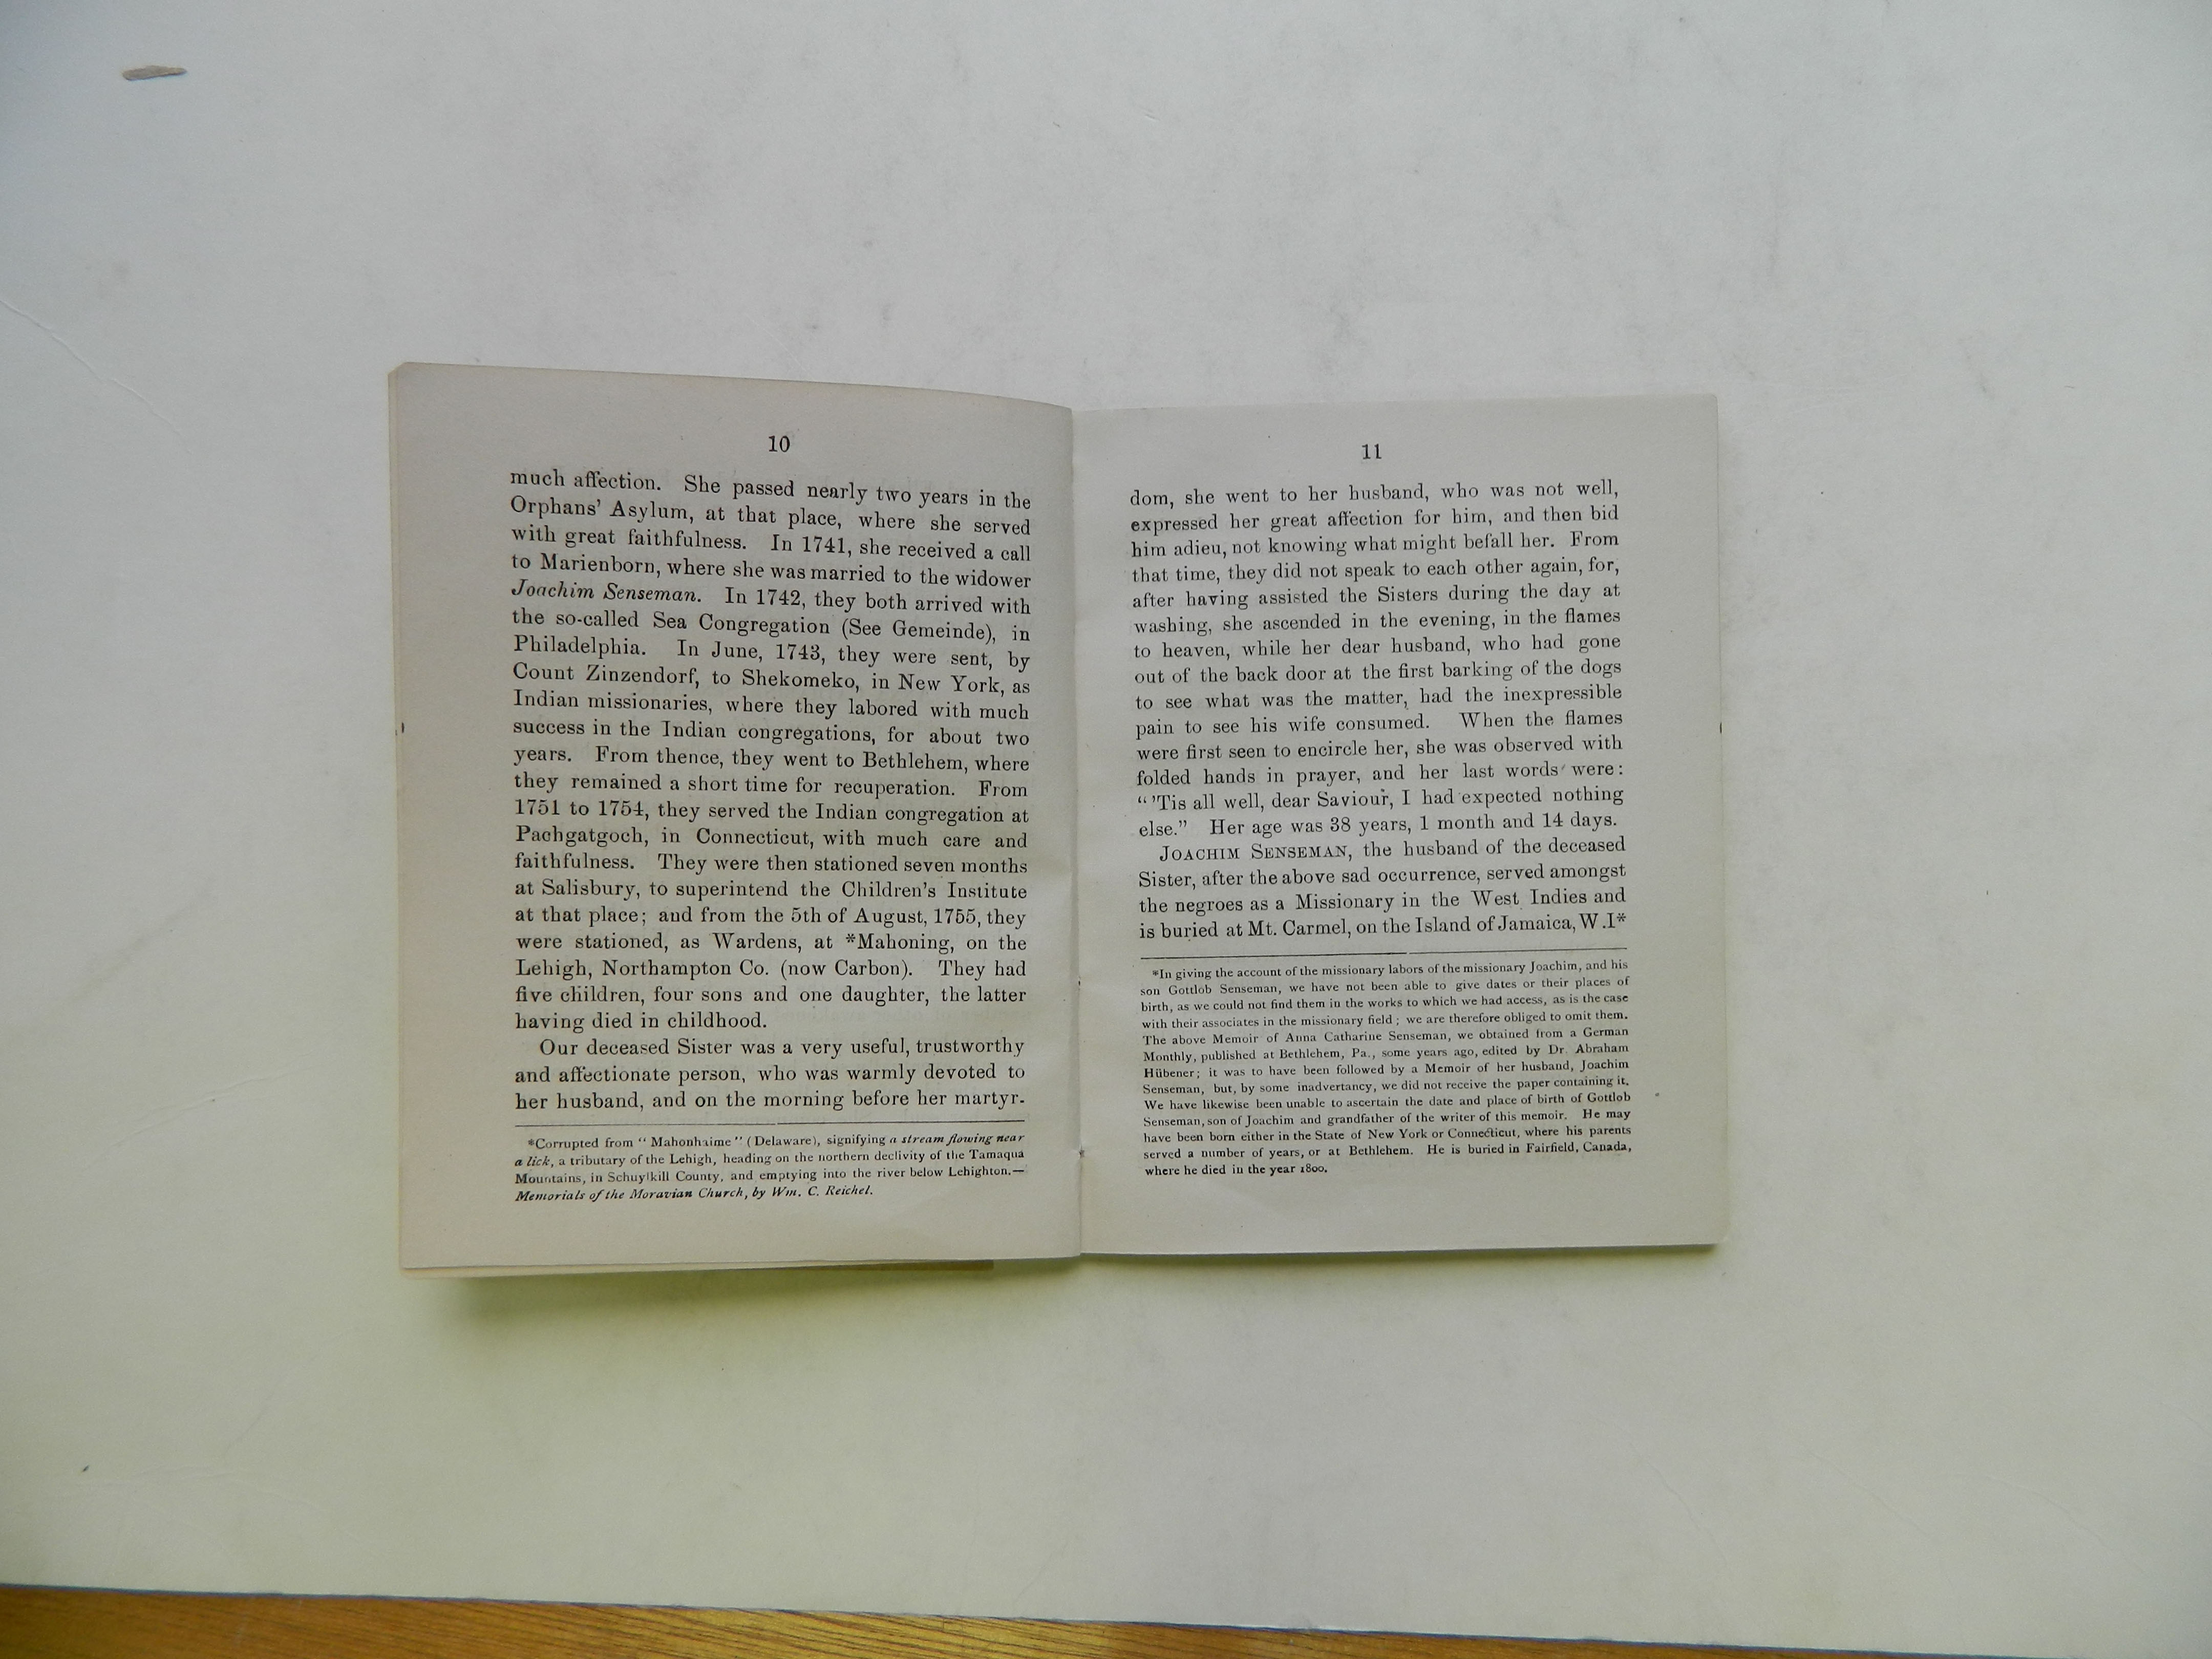 10
much affection. She passed nearly two years in the
Orphans' Asylum, at that place, where she served
with great faithfulness. In 1741, she received a call
to Marienborn, where she was married to the widower
Joachim Senseman. In 1742, they both arrived with
the so-called Sea Congregation (See Gemeinde), in
Philadelphia. In June, 1743, they were sent, by
Count Zinzendorf, to Shekomeko, in New York, as
Indian missionaries, where they labored with much
success in the Indian congregations, for about two
years. From thence, they went to Bethlehem, where
they remained a short time for recuperation. From
1751 to 1754, they served the Indian congregation at
Pachgatgoch, in Connecticut, with much care and
faithfulness. They were then stationed seven months
at Salisbury, to superintend the Children's Institute
at that place; and from the 5th of August, 1755, they
were stationed, as Wardens, at *Mahoning, on the
Lehigh, Northampton Co. (now Carbon). They had
five children, four sons and one daughter, the latter
having died in childhood.
Our deceased Sister was a very useful, trustworthy
and affectionate person, who was warmly devoted to
her husband, and on the morning before her martyr-
*Corrupted from "Mahonhaime" (Delaware), signifying a stream flowing near
a lick, a tributary of the Lehigh, heading on the northern declivity of the Tamaqua
Mountains, in Schuylkill County, and emptying into the river below Lehighton.—
Memorials of the Moravian Church, by Wm. C. Reichel.
11
dom, she went to her husband, who was not well,
expressed her great affection for him, and then bid
him adieu, not knowing what might befall her. From
that time, they did not speak to each other again, for,
after having assisted the Sisters during the day at
washing, she ascended in the evening, in the flames
to heaven, while her dear husband, who had gone
out of the back door at the first barking of the dogs
to see what was the matter, had the inexpressible
pain to see his wife consumed. When the flames
were first seen to encircle her, she was observed with
folded hands in prayer, and her last words were:
"'Tis all well, dear Saviour, I had expected nothing
else." Her age was 38 years, 1 month and 14 days.
JOACHIM SENSEMAN, the husband of the deceased
Sister, after the above sad occurrence, served amongst
the negroes as a Missionary in the West Indies and
is buried at Mt. Carmel, on the Island of Jamaica, W.I*
*In giving the account of the missionary labors of the missionary Joachim, and his
son Gottlob Senseman, we have not been able to give dates or their places of
birth, as we could not find them in the works to which we had access, as is the case
with their associates in the missionary field; we are therefore obliged to omit them.
The above Memoir of Anna Catharine Senseman, we obtained from a German
Monthly, published at Bethlehem, Pa., some years ago, edited by Dr. Abraham
Hübener; it was to have been followed by a Memoir of her husband, Joachim
Senseman, but, by some inadvertancy, we did not receive the paper containing it.
We have likewise been unable to ascertain the date and place of birth of Gottlob
Senseman, son of Joachim and grandfather of the writer of this memoir. He may
have been born either in the State of New York or Connecticut, where his parents
served a number of years, or at Bethlehem. He is buried in Fairfield, Canada,
where he died in the year 1800.